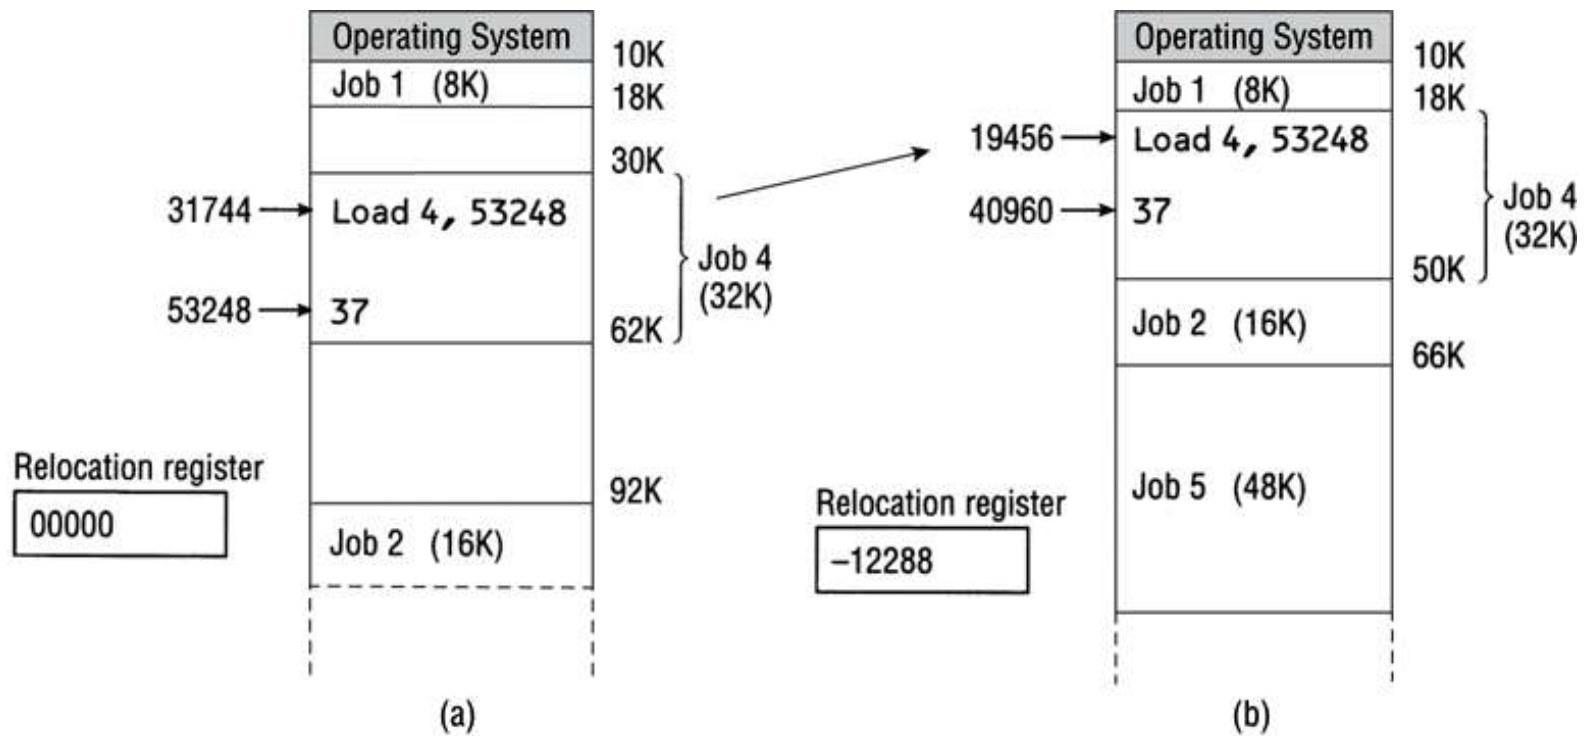 Operating System
10K
Job 1 (8K)
18K
30K
31744
Load 4, 53248
Job 4
(32K)
53248
37
62K
Relocation register
00000
92K
Job 2 (16K)
(a)
Operating System
10K
Job 1 (8K)
18K
19456
Load 4, 53248
40960
37
Job 4
(32K)
50K
Job 2 (16K)
66K
Job 5 (48K)
Relocation register
–12288
(b)